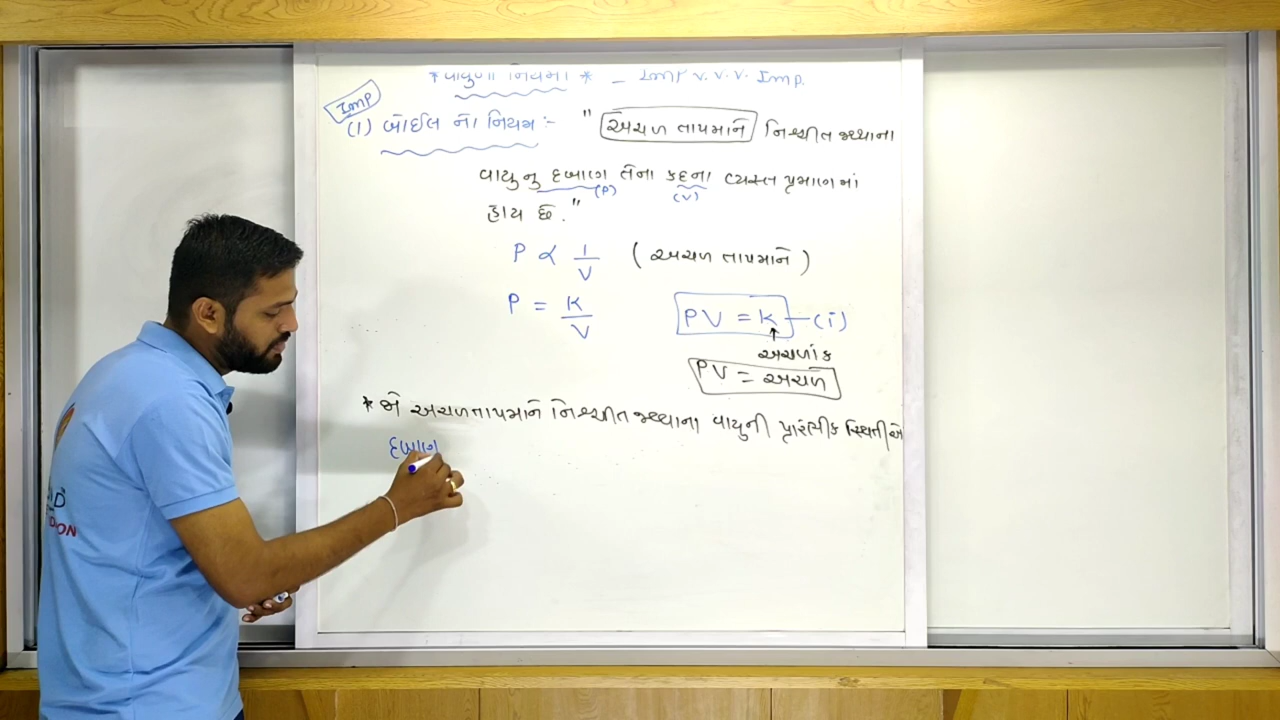 * વાયુના નિયમો * _ Imp V. V. V. Imp.
Imp
(1) બોઈલ નો નિયમ :- " અચળ તાપમાને નિશ્ચીત જથ્થાના
વાયુનુ દબાણ તેના કદના વ્યસ્ત પ્રમાણમાં
(P) (V)
હોય છે."
P ∝ 1/V (અચળ તાપમાને)
P = K/V PV = K — (i)
↑
અચળાંક
PV = અચળ
* જો અચળ તાપમાને નિશ્ચીત જથ્થાના વાયુની પ્રારંભીક સ્થિતીએ
દબાણ